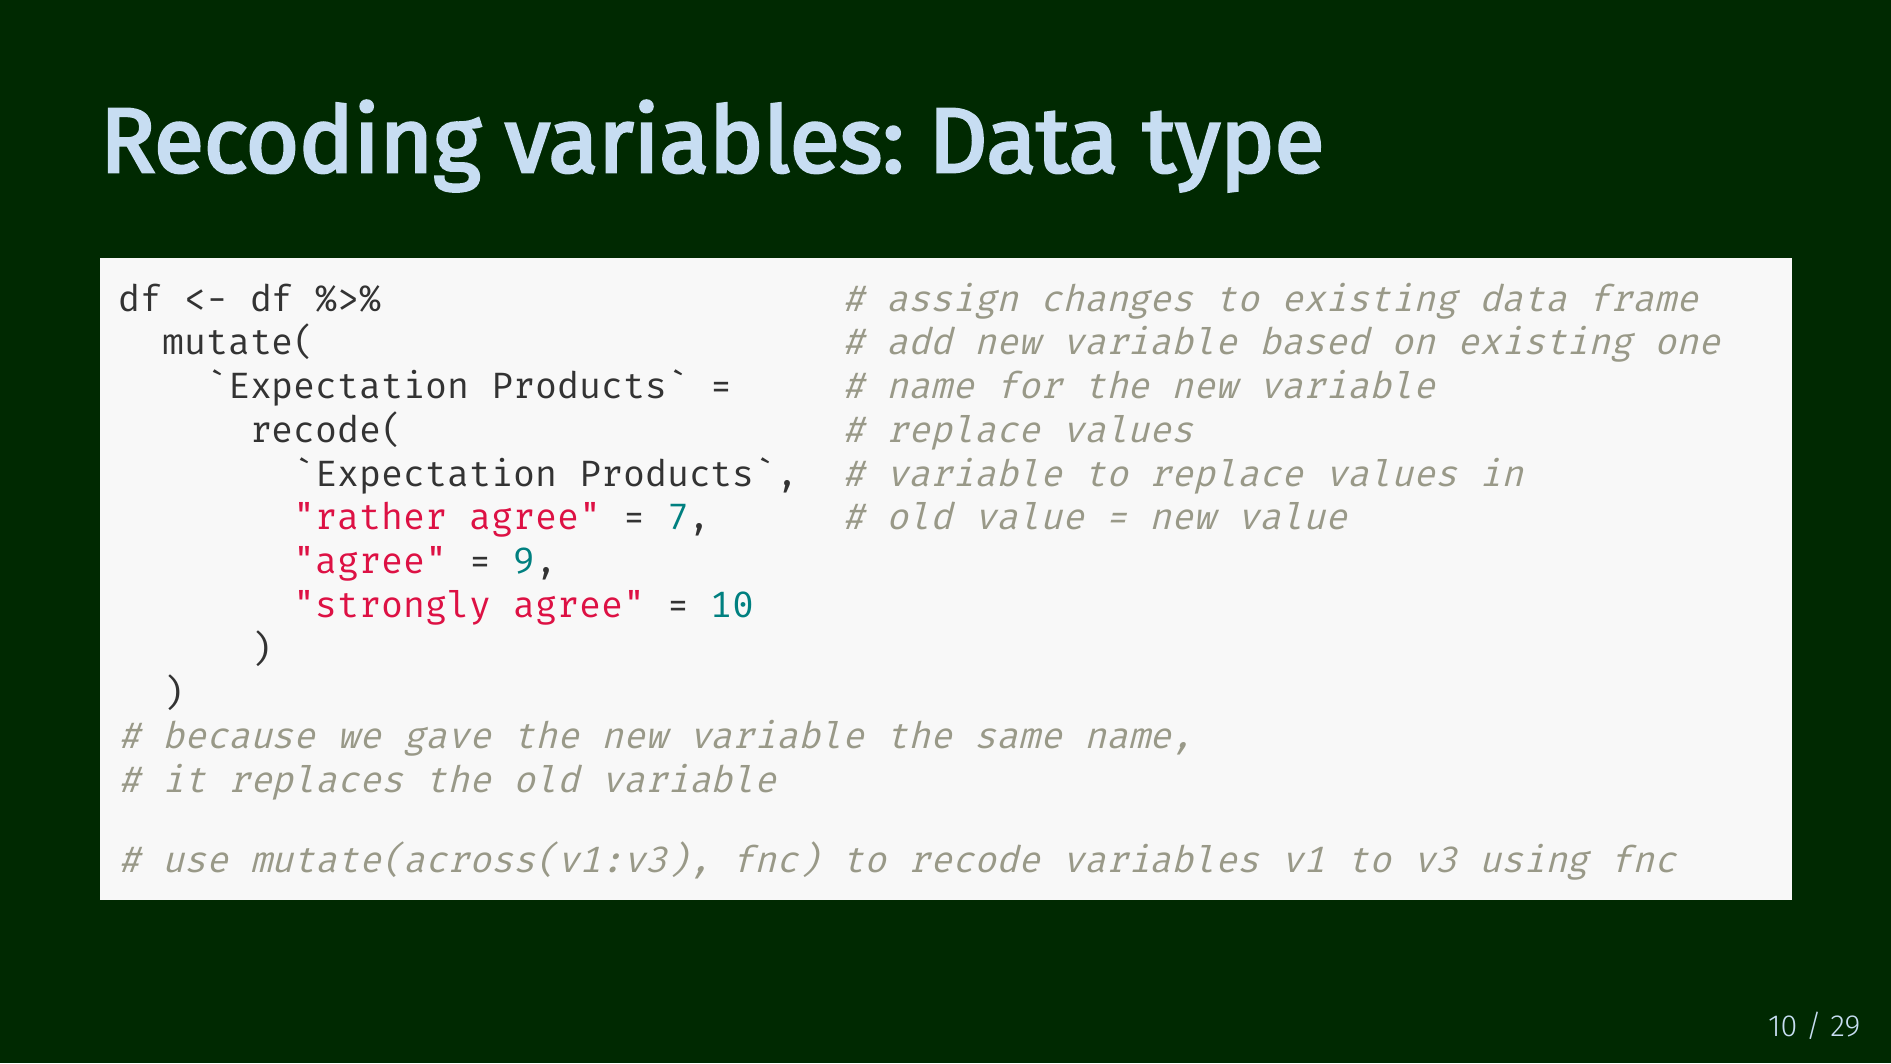 Recoding variables: Data type
df <- df %>%                     # assign changes to existing data frame
  mutate(                        # add new variable based on existing one
    `Expectation Products` =     # name for the new variable
      recode(                    # replace values
        `Expectation Products`,  # variable to replace values in
        "rather agree" = 7,      # old value = new value
        "agree" = 9,
        "strongly agree" = 10
      )
  )
# because we gave the new variable the same name,
# it replaces the old variable

# use mutate(across(v1:v3), fnc) to recode variables v1 to v3 using fnc
10 / 29